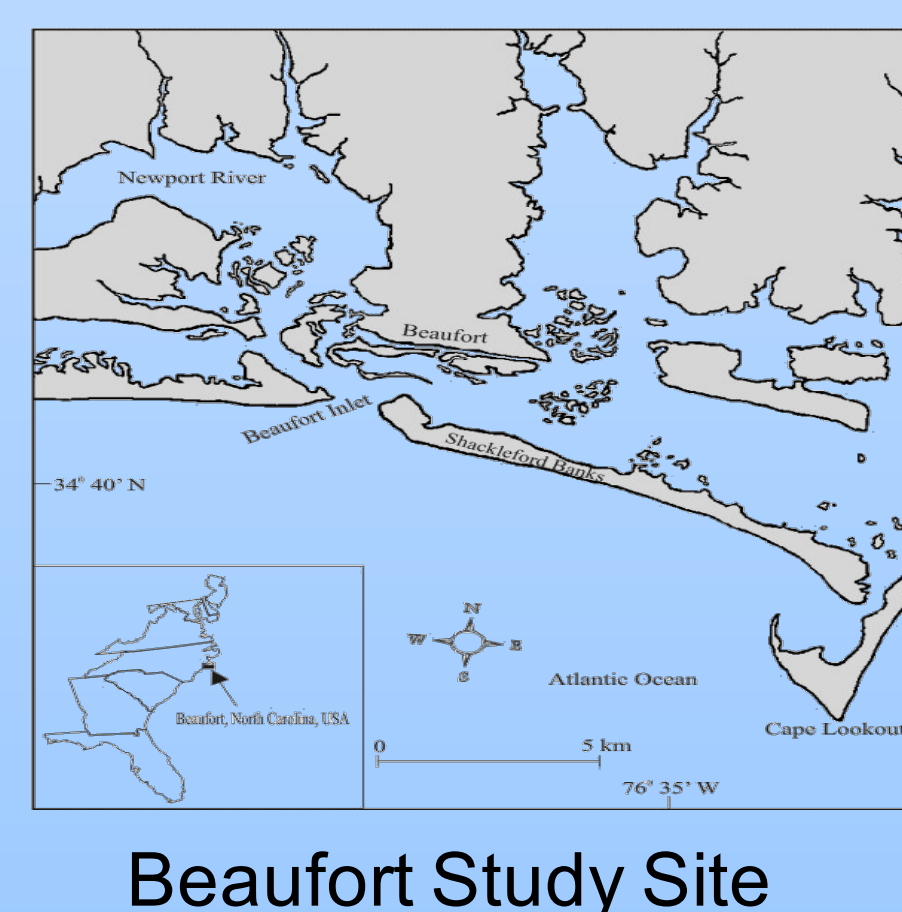 Newport River
Beaufort
Beaufort Inlet
Shackleford Banks
34° 40' N
N
W E
S
Atlantic Ocean
Beaufort, North Carolina, USA
Cape Lookout
0 5 km
76° 35' W
Beaufort Study Site